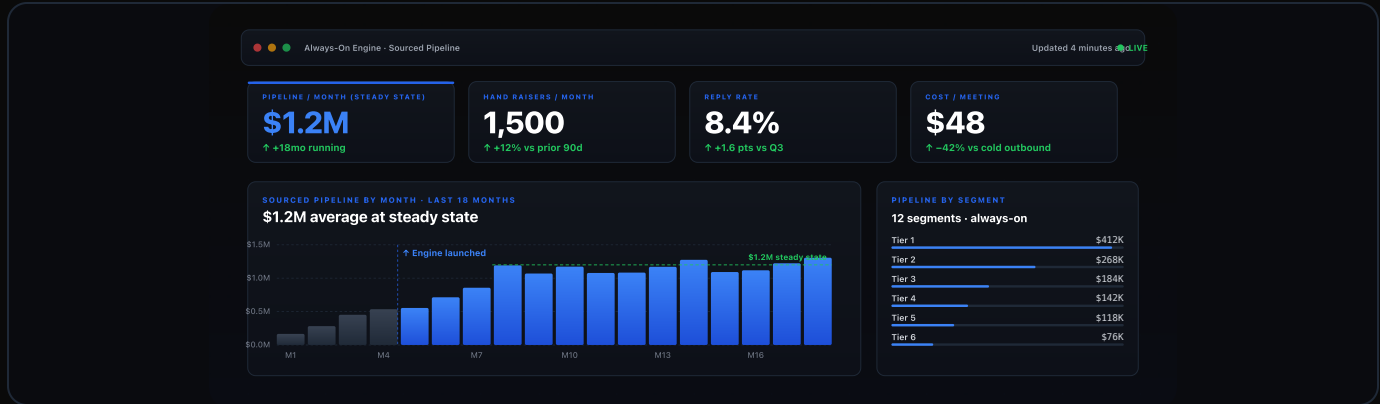 Always-On Engine · Sourced Pipeline
Updated 4 minutes ago
LIVE
PIPELINE / MONTH (STEADY STATE)
$1.2M
↑ +18mo running
HAND RAISERS / MONTH
1,500
↑ +12% vs prior 90d
REPLY RATE
8.4%
↑ +1.6 pts vs Q3
COST / MEETING
$48
↑ −42% vs cold outbound
SOURCED PIPELINE BY MONTH · LAST 18 MONTHS
$1.2M average at steady state
$1.5M
↑ Engine launched
$1.2M steady state
$1.0M
$0.5M
$0.0M
M1 M4 M7 M10 M13 M16
PIPELINE BY SEGMENT
12 segments · always-on
Tier 1 $412K
Tier 2 $268K
Tier 3 $184K
Tier 4 $142K
Tier 5 $118K
Tier 6 $76K